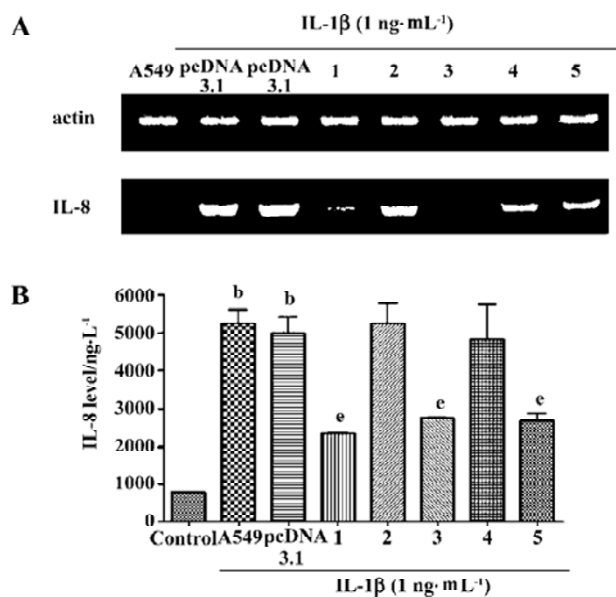 A
IL-1β (1 ng·mL⁻¹)
A549 pcDNA 3.1 pcDNA 3.1 1 2 3 4 5
actin
IL-8
B
IL-8 level/ng·L⁻¹
6000
5000
4000
3000
2000
1000
0
b b e e e
Control A549 pcDNA 3.1 1 2 3 4 5
IL-1β (1 ng·mL⁻¹)